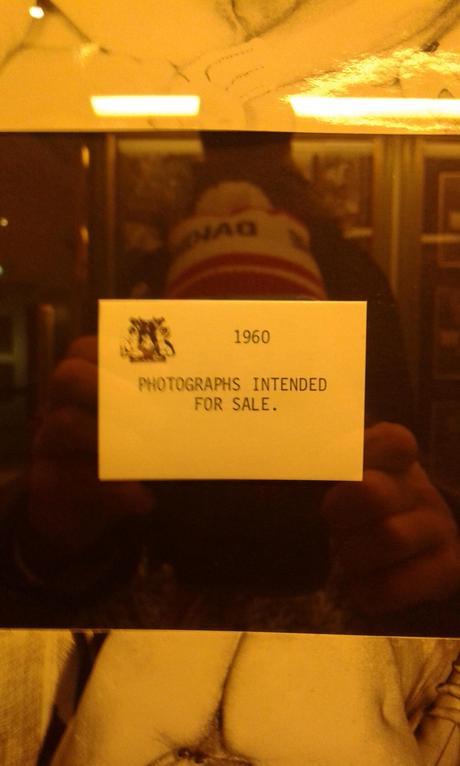 1960
PHOTOGRAPHS INTENDED
FOR SALE.